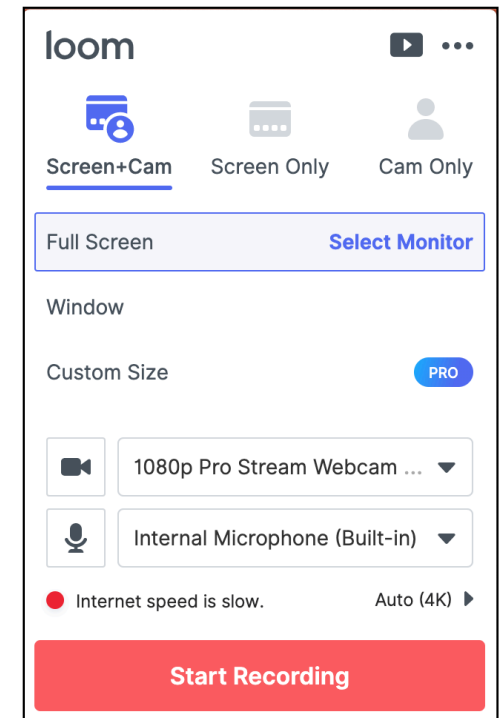 loom
Screen+Cam Screen Only Cam Only
Full Screen Select Monitor
Window
Custom Size PRO
1080p Pro Stream Webcam ...
Internal Microphone (Built-in)
Internet speed is slow. Auto (4K)
Start Recording